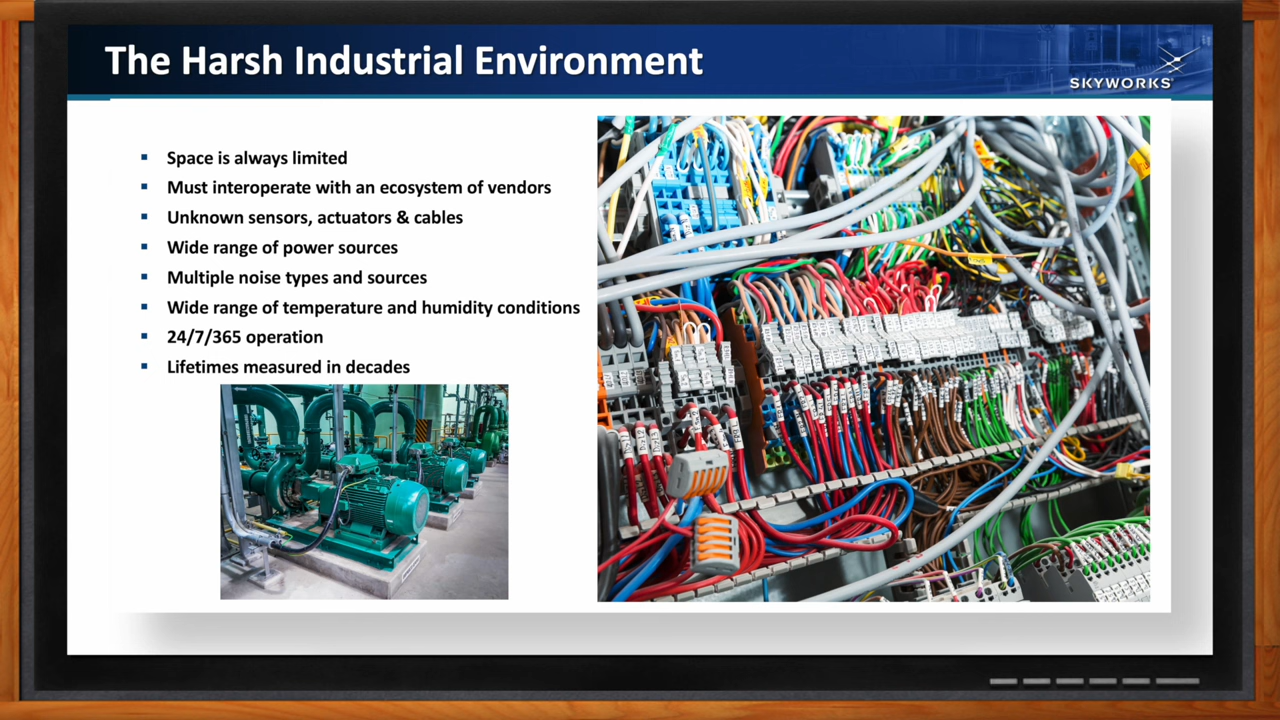 The Harsh Industrial Environment
SKYWORKS
▪ Space is always limited
▪ Must interoperate with an ecosystem of vendors
▪ Unknown sensors, actuators & cables
▪ Wide range of power sources
▪ Multiple noise types and sources
▪ Wide range of temperature and humidity conditions
▪ 24/7/365 operation
▪ Lifetimes measured in decades